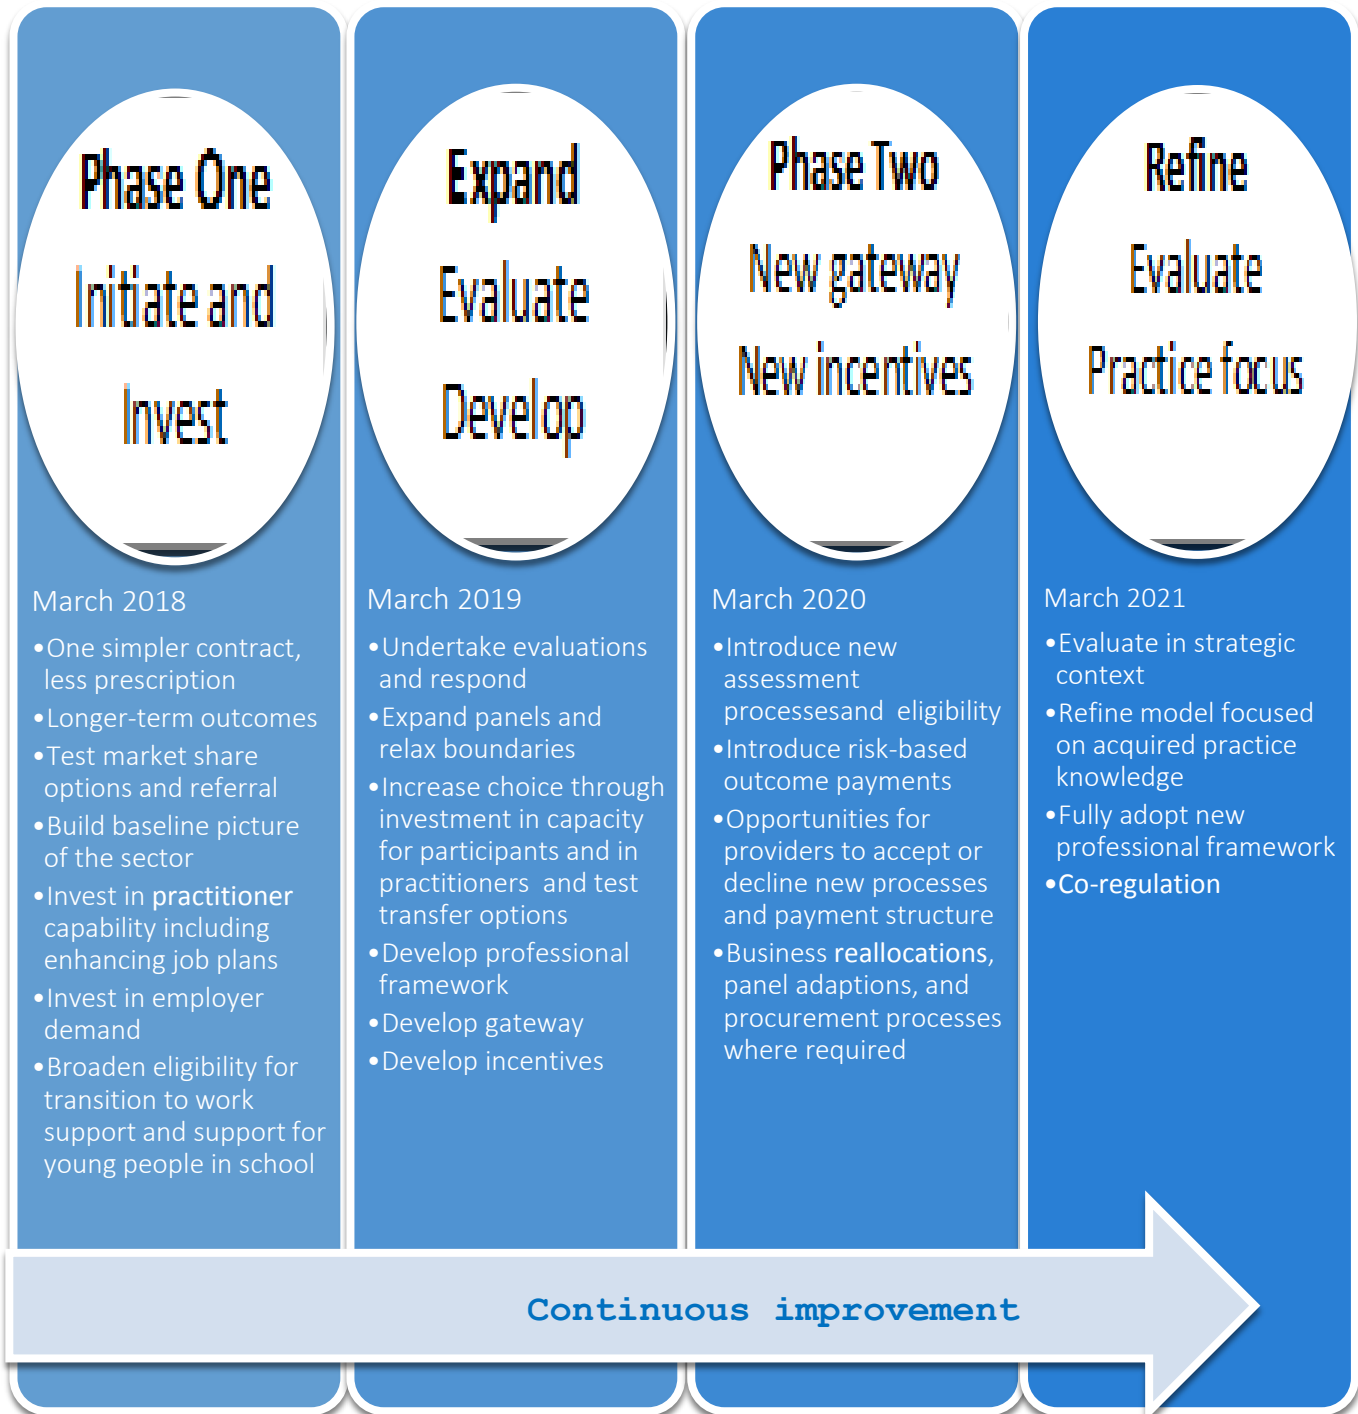 Phase One
Initiate and
Invest
March 2018
•One simpler contract,
less prescription
•Longer-term outcomes
•Test market share
options and referral
•Build baseline picture
of the sector
•Invest in practitioner
capability including
enhancing job plans
•Invest in employer
demand
•Broaden eligibility for
transition to work
support and support for
young people in school
Expand
Evaluate
Develop
March 2019
•Undertake evaluations
and respond
•Expand panels and
relax boundaries
•Increase choice through
investment in capacity
for participants and in
practitioners and test
transfer options
•Develop professional
framework
•Develop gateway
•Develop incentives
Phase Two
New gateway
New incentives
March 2020
•Introduce new
assessment
processesand eligibility
•Introduce risk-based
outcome payments
•Opportunities for
providers to accept or
decline new processes
and payment structure
•Business reallocations,
panel adaptions, and
procurement processes
where required
Refine
Evaluate
Practice focus
March 2021
•Evaluate in strategic
context
•Refine model focused
on acquired practice
knowledge
•Fully adopt new
professional framework
•Co-regulation
Continuous improvement